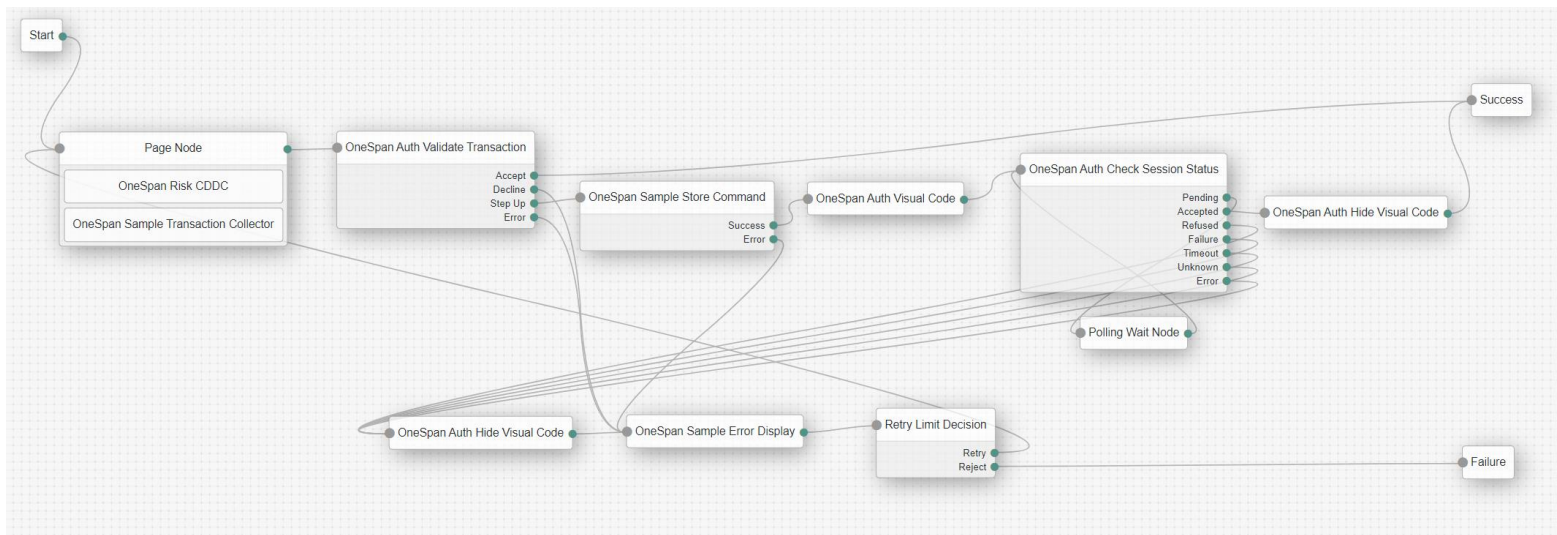 Start
Page Node
OneSpan Risk CDDC
OneSpan Sample Transaction Collector
OneSpan Auth Validate Transaction
Accept
Decline
Step Up
Error
OneSpan Sample Store Command
Success
Error
OneSpan Auth Visual Code
OneSpan Auth Check Session Status
Pending
Accepted
Refused
Failure
Timeout
Unknown
Error
OneSpan Auth Hide Visual Code
Success
Polling Wait Node
OneSpan Auth Hide Visual Code
OneSpan Sample Error Display
Retry Limit Decision
Retry
Reject
Failure